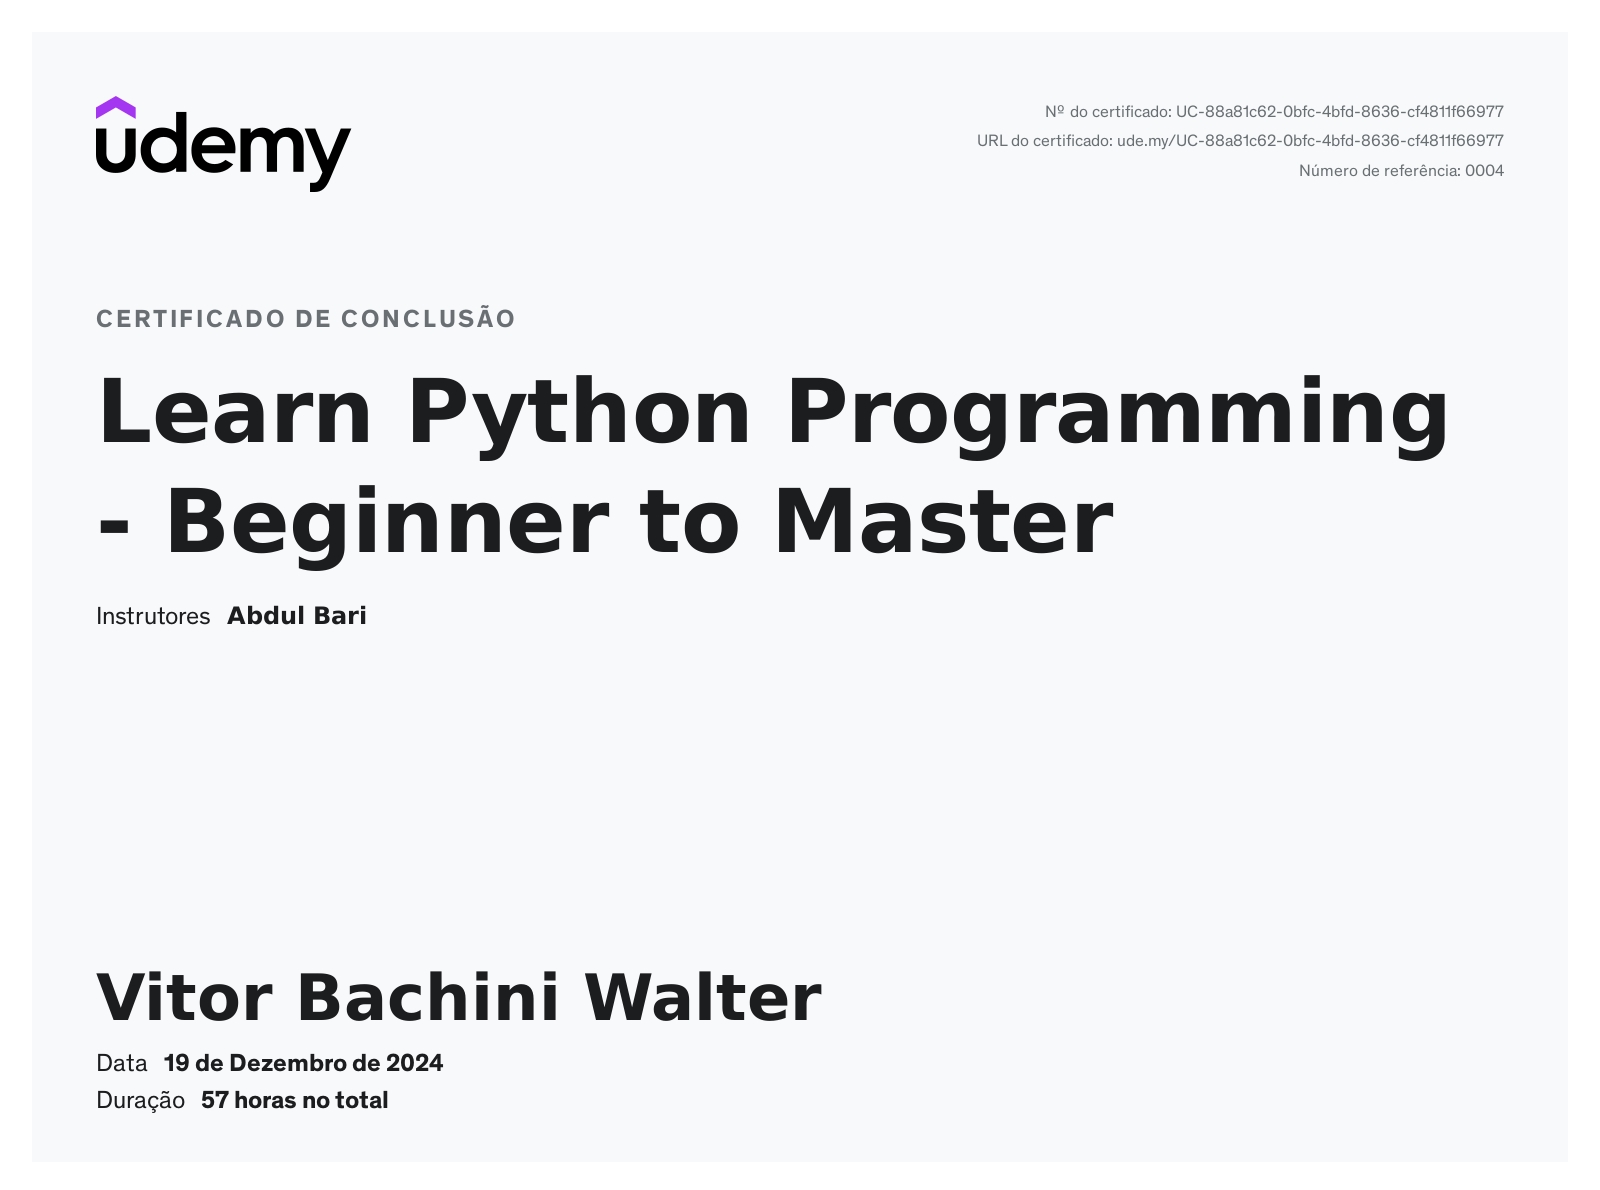 udemy
Nº do certificado: UC-88a81c62-0bfc-4bfd-8636-cf4811f66977
URL do certificado: ude.my/UC-88a81c62-0bfc-4bfd-8636-cf4811f66977
Número de referência: 0004
CERTIFICADO DE CONCLUSÃO
Learn Python Programming
- Beginner to Master
Instrutores Abdul Bari
Vitor Bachini Walter
Data 19 de Dezembro de 2024
Duração 57 horas no total